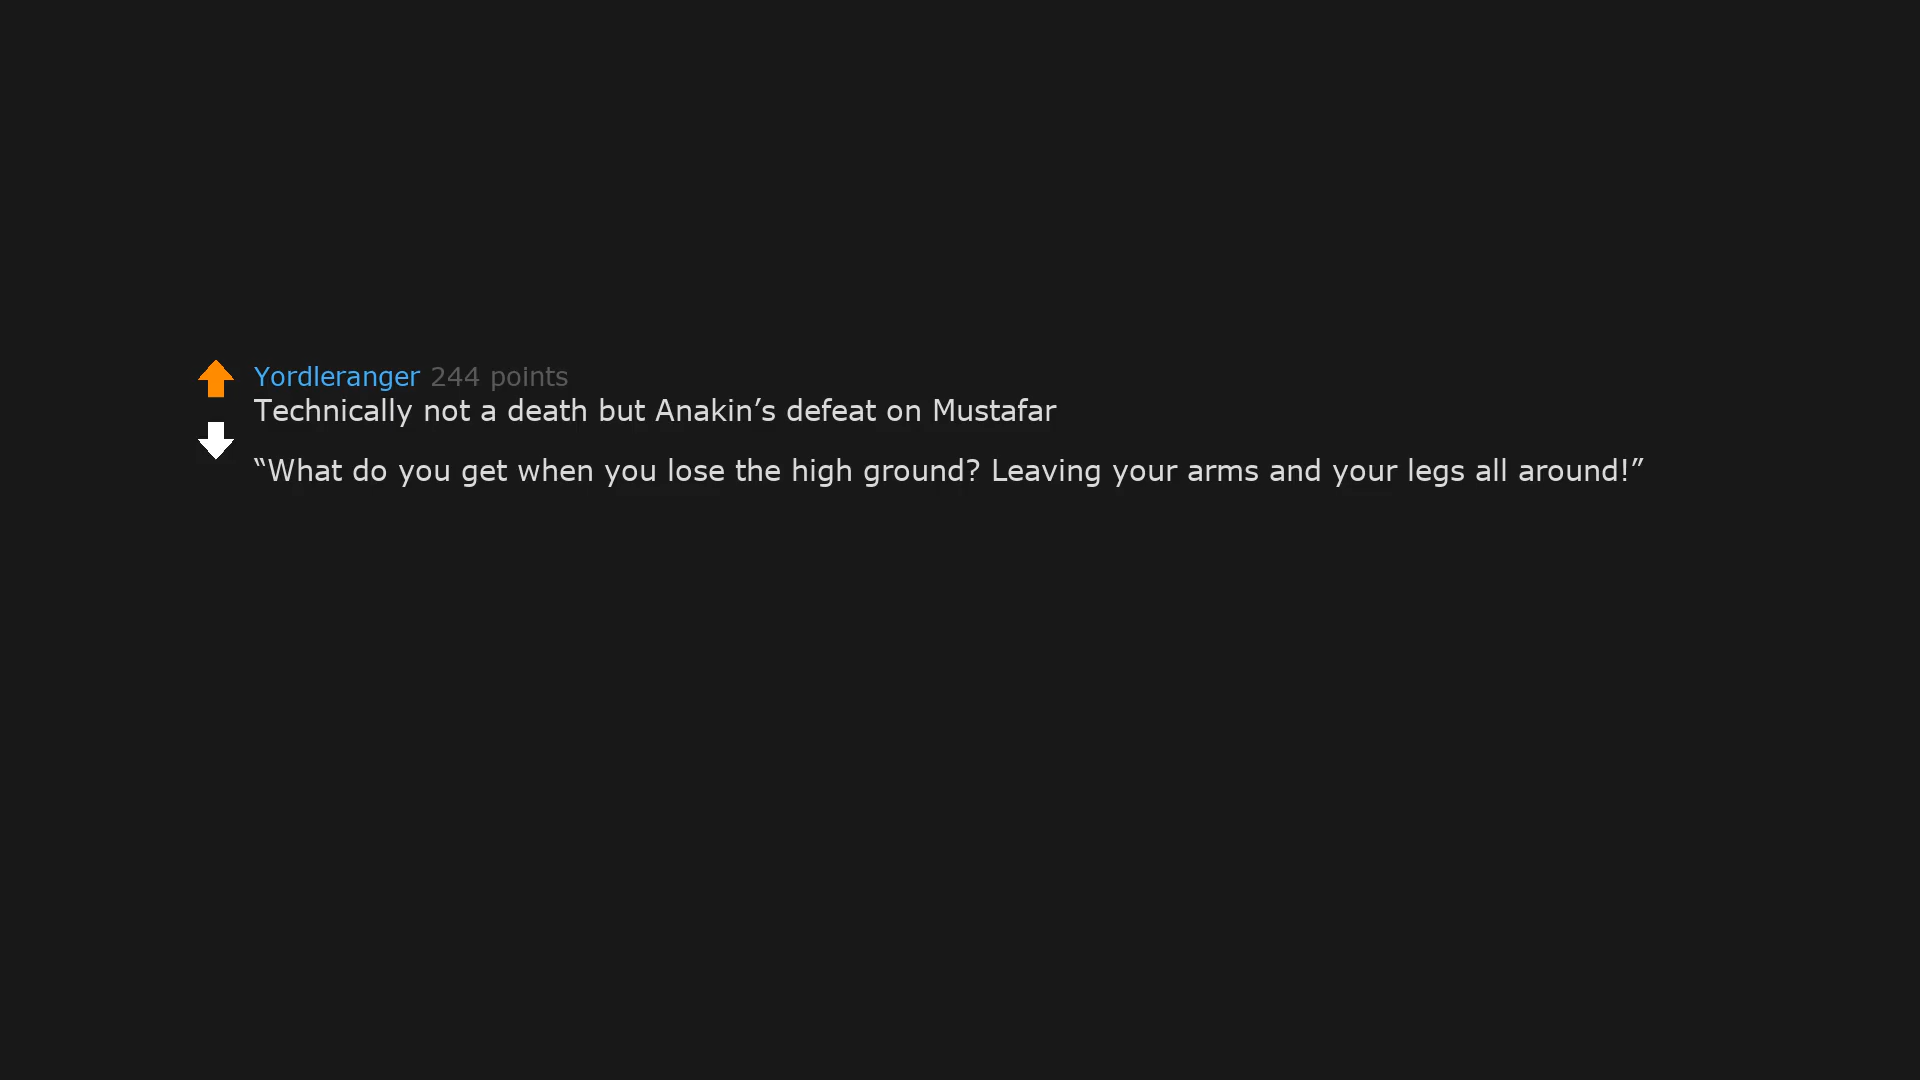 Yordleranger 244 points
Technically not a death but Anakin’s defeat on Mustafar
“What do you get when you lose the high ground? Leaving your arms and your legs all around!”